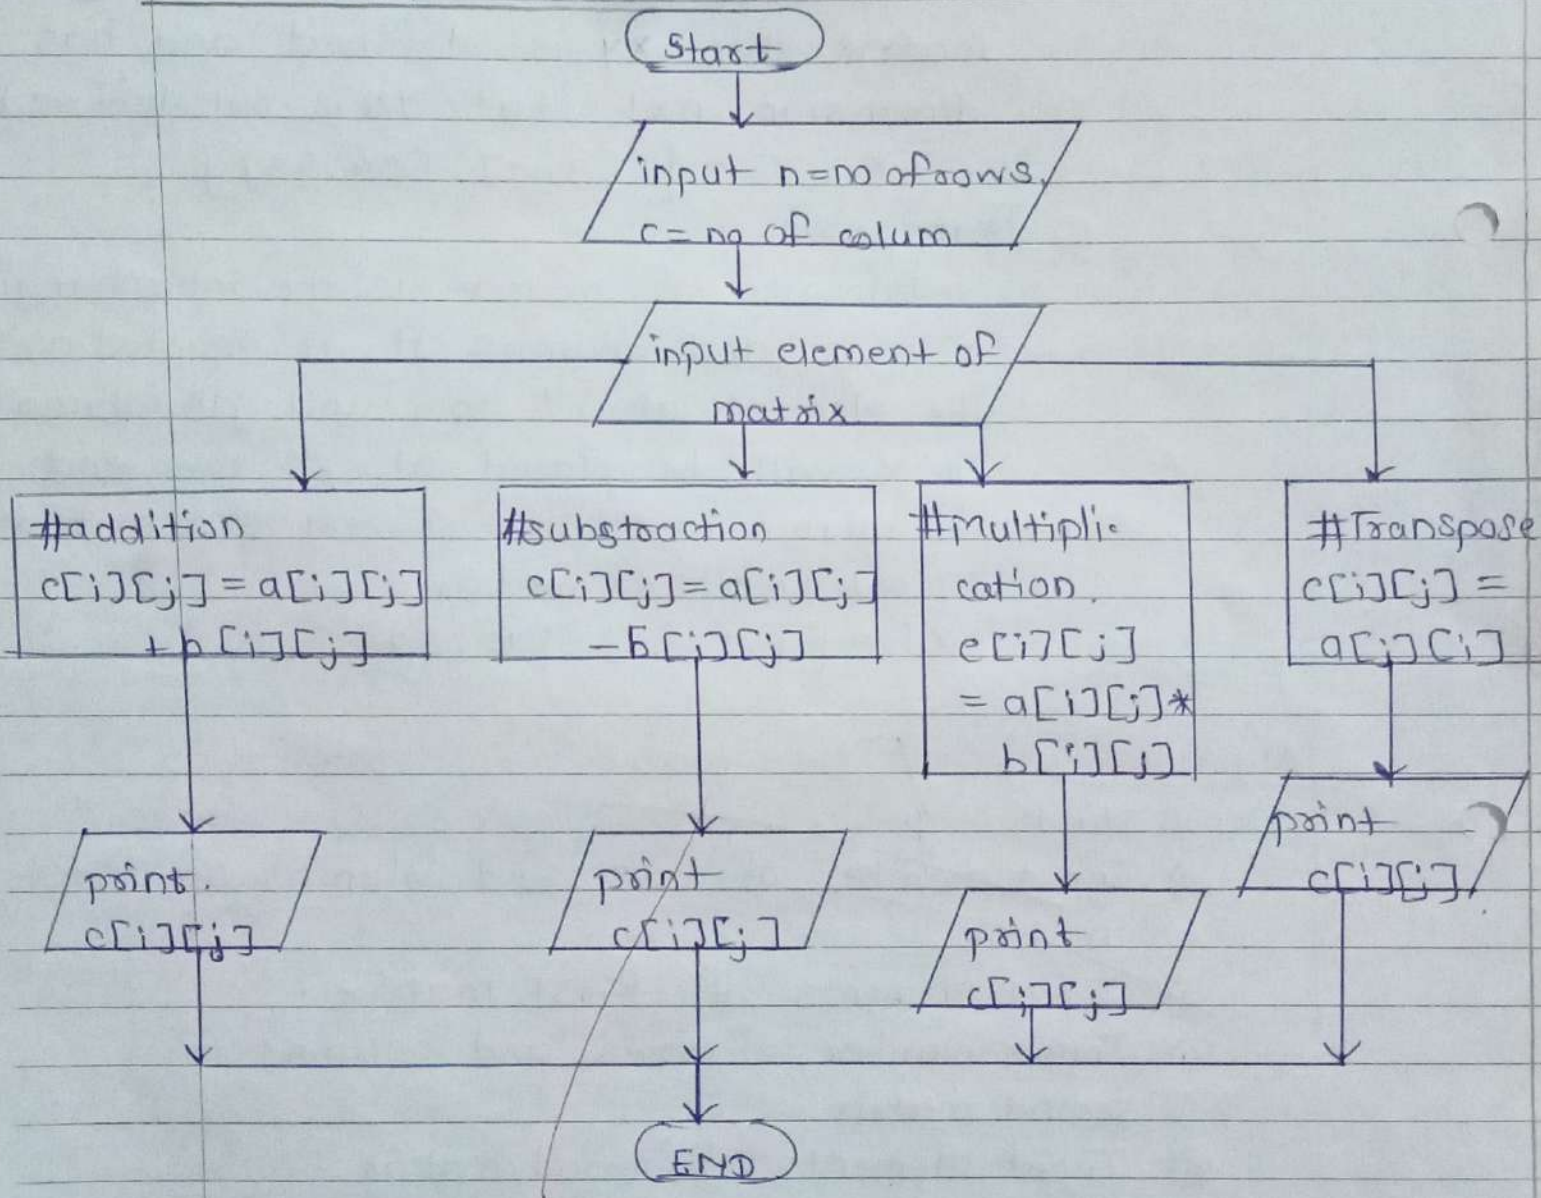 Start
input n=no of rows,
c=no of colum
input element of
matrix
#addition
c[i][j]=a[i][j]
+b[i][j]
#substraction
c[i][j]=a[i][j]
-b[i][j]
#Multipli-
cation.
e[i][j]
=a[i][j]*
b[i][j]
#Transpose
c[i][j]=
a[j][i]
print.
c[i][j]
print
c[i][j]
print
c[i][j]
print
c[i][j]
END